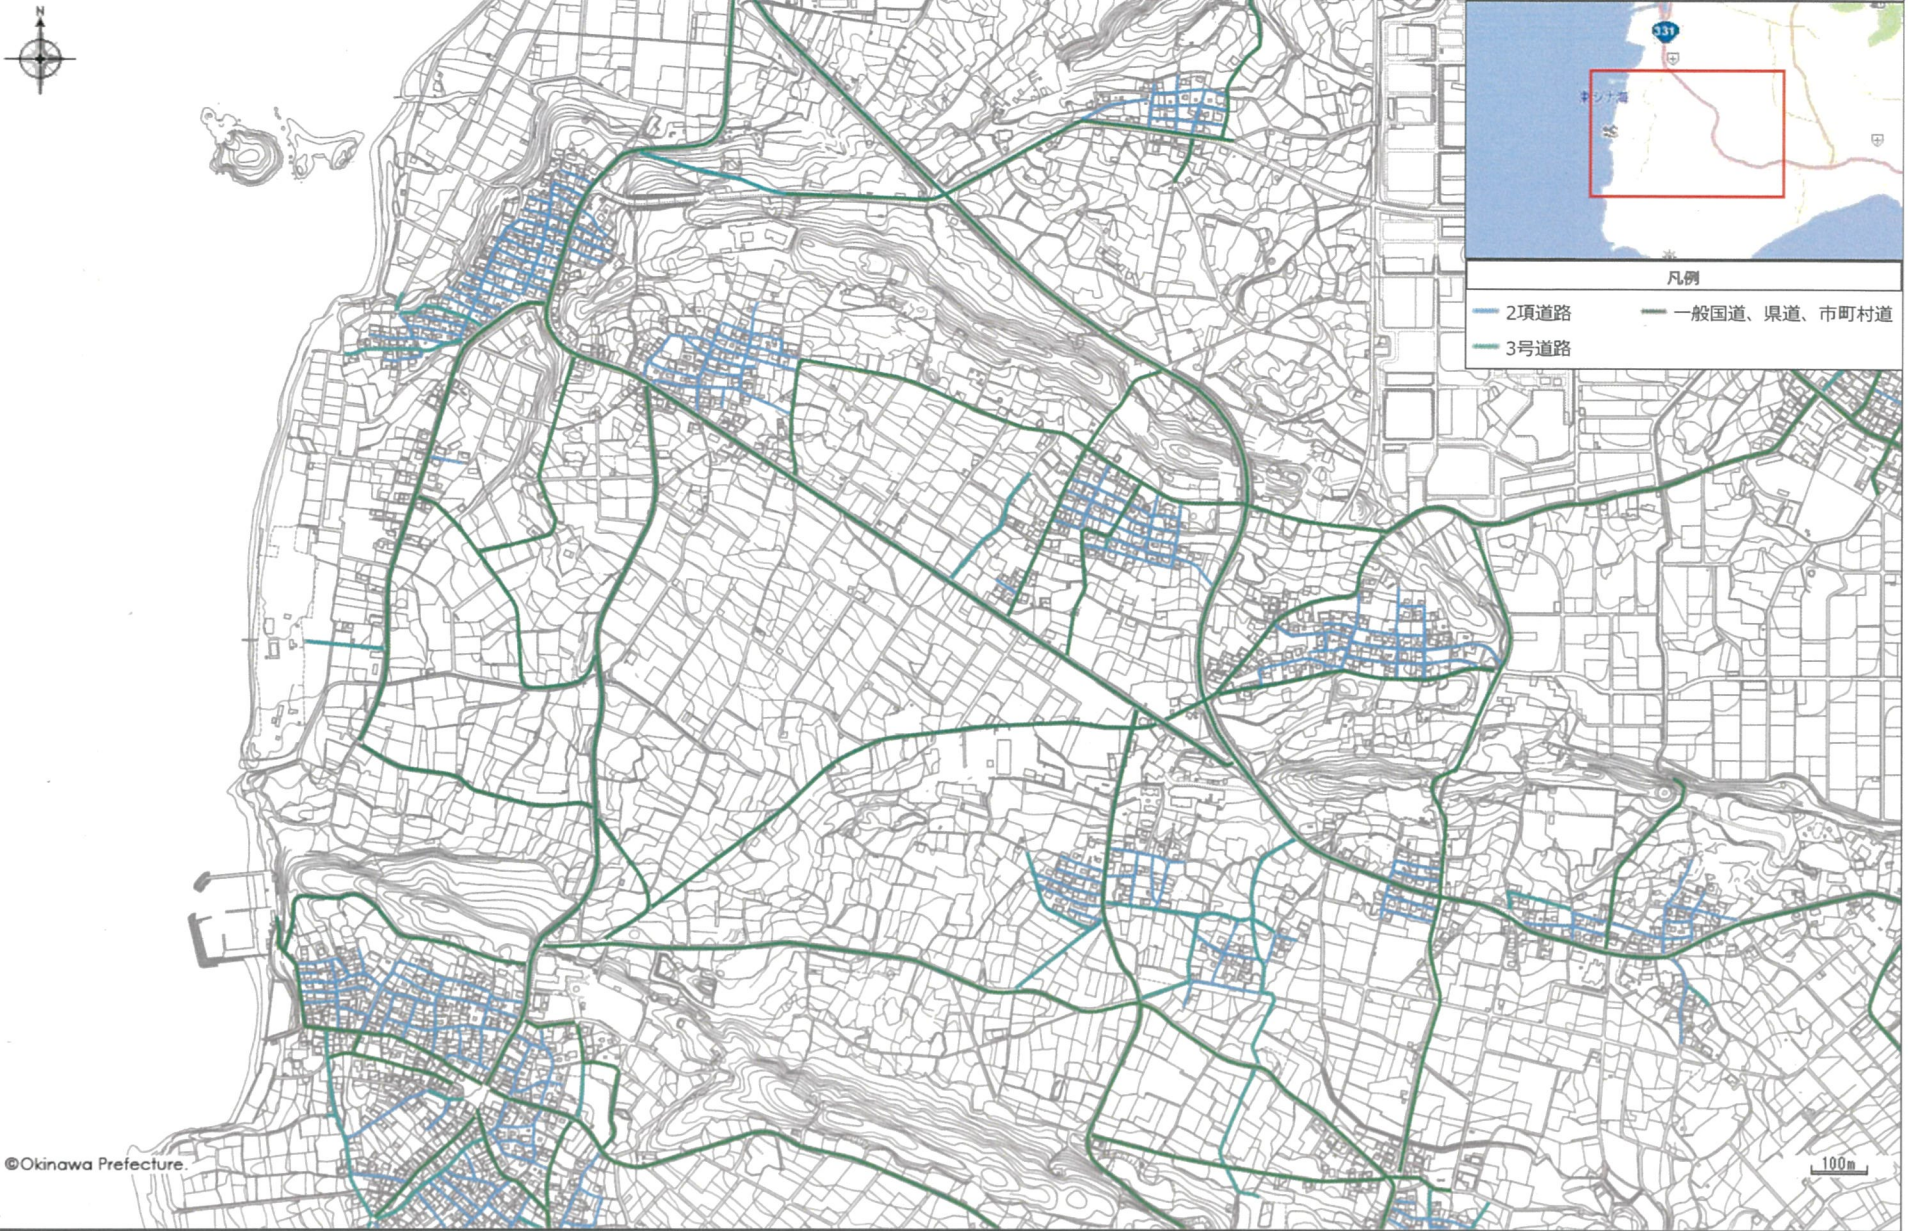 N
331
東シナ海
凡例
2項道路
一般国道、県道、市町村道
3号道路
©Okinawa Prefecture.
100m